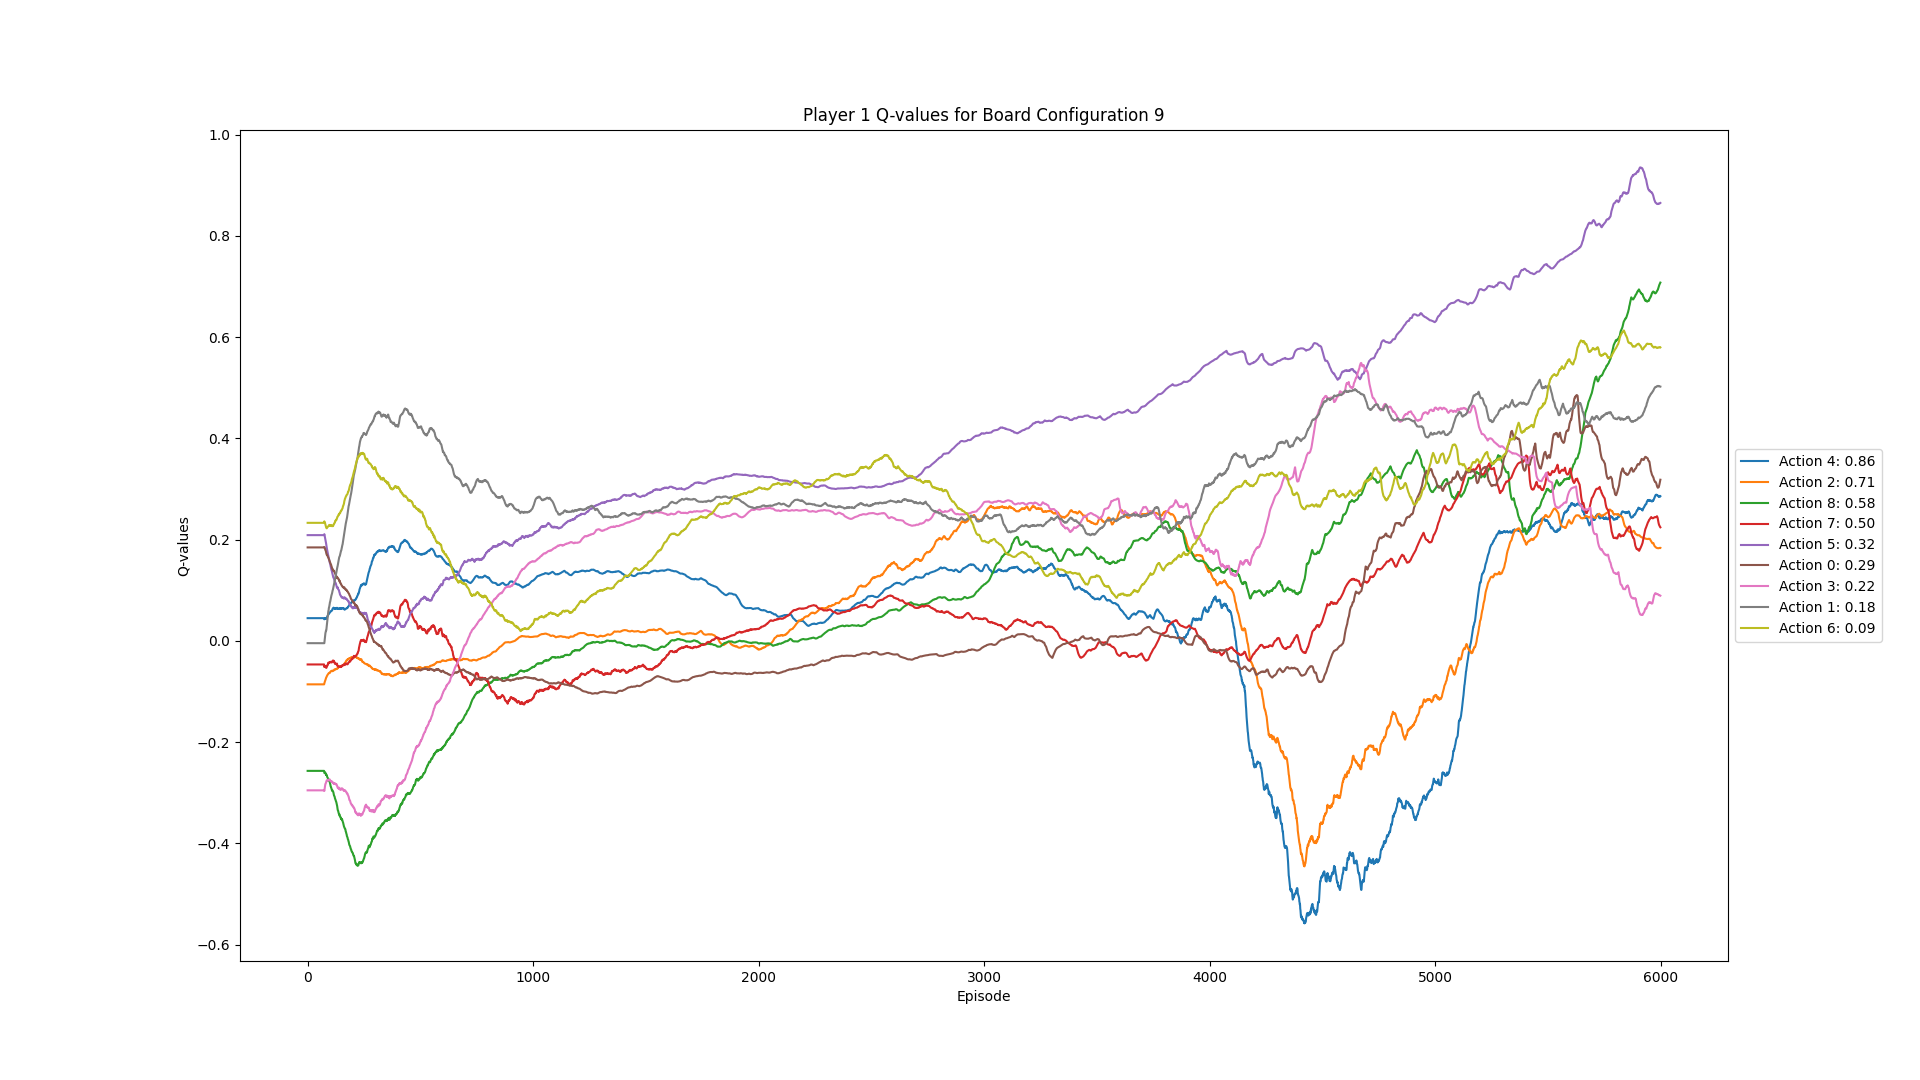 Player 1 Q-values for Board Configuration 9
1.0
0.8
0.6
0.4
0.2
0.0
−0.2
−0.4
−0.6
Q-values
0 1000 2000 3000 4000 5000 6000
Episode
Action 4: 0.86
Action 2: 0.71
Action 8: 0.58
Action 7: 0.50
Action 5: 0.32
Action 0: 0.29
Action 3: 0.22
Action 1: 0.18
Action 6: 0.09